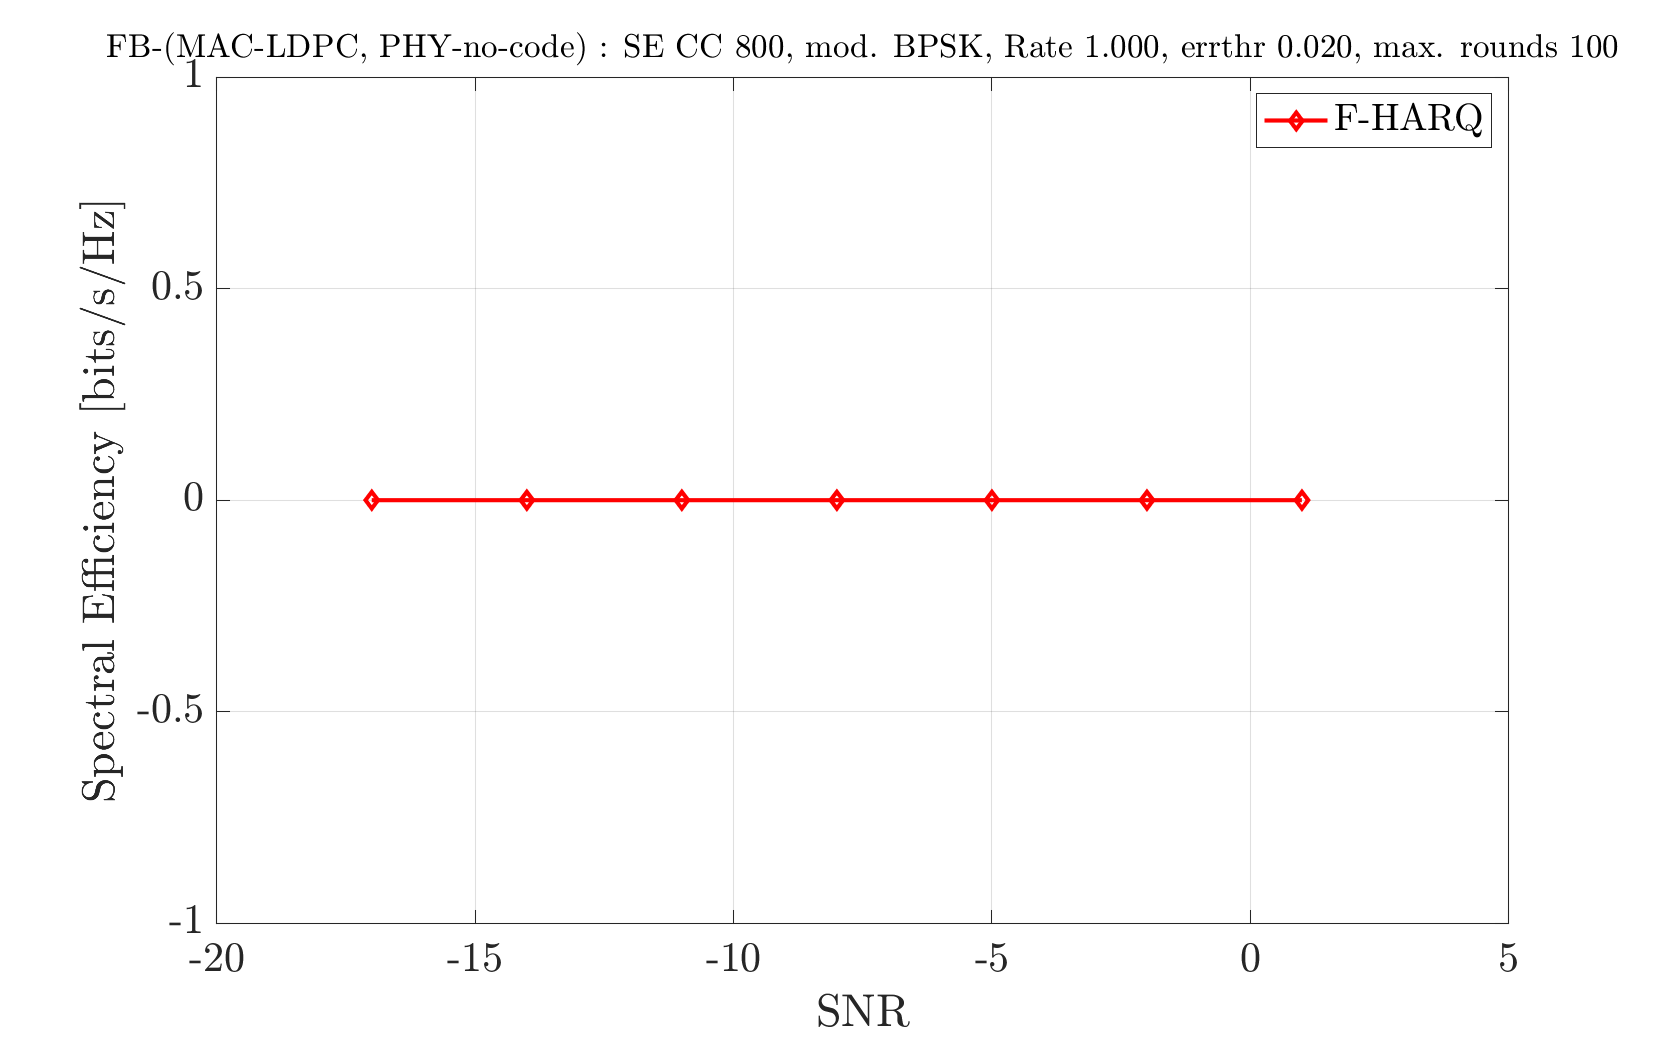 FB-(MAC-LDPC, PHY-no-code) : SE CC 800, mod. BPSK, Rate 1.000, errthr 0.020, max. rounds 100
F-HARQ
1
0.5
0
-0.5
-1
Spectral Efficiency [bits/s/Hz]
-20 -15 -10 -5 0 5
SNR